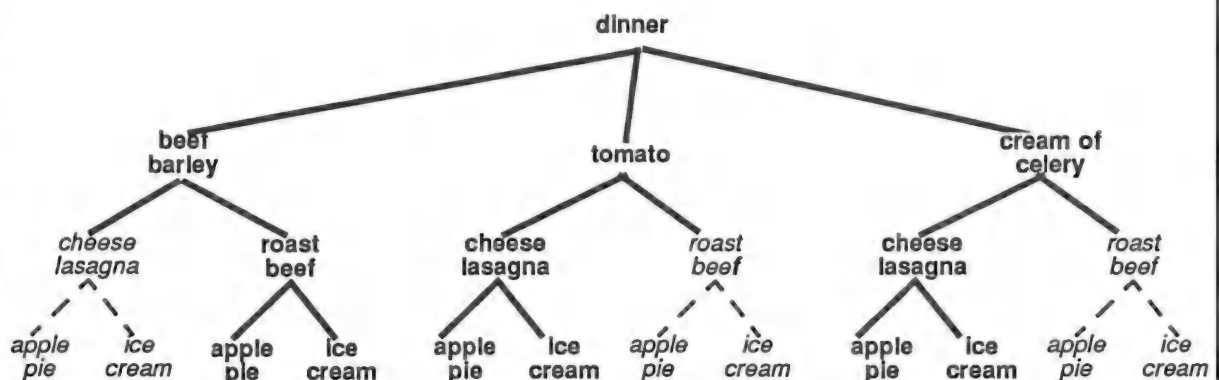 dinner
beef
barley
tomato
cream of
celery
cheese
lasagna
roast
beef
cheese
lasagna
roast
beef
cheese
lasagna
roast
beef
apple
pie
ice
cream
apple
pie
ice
cream
apple
pie
ice
cream
apple
pie
ice
cream
apple
pie
ice
cream
apple
pie
ice
cream